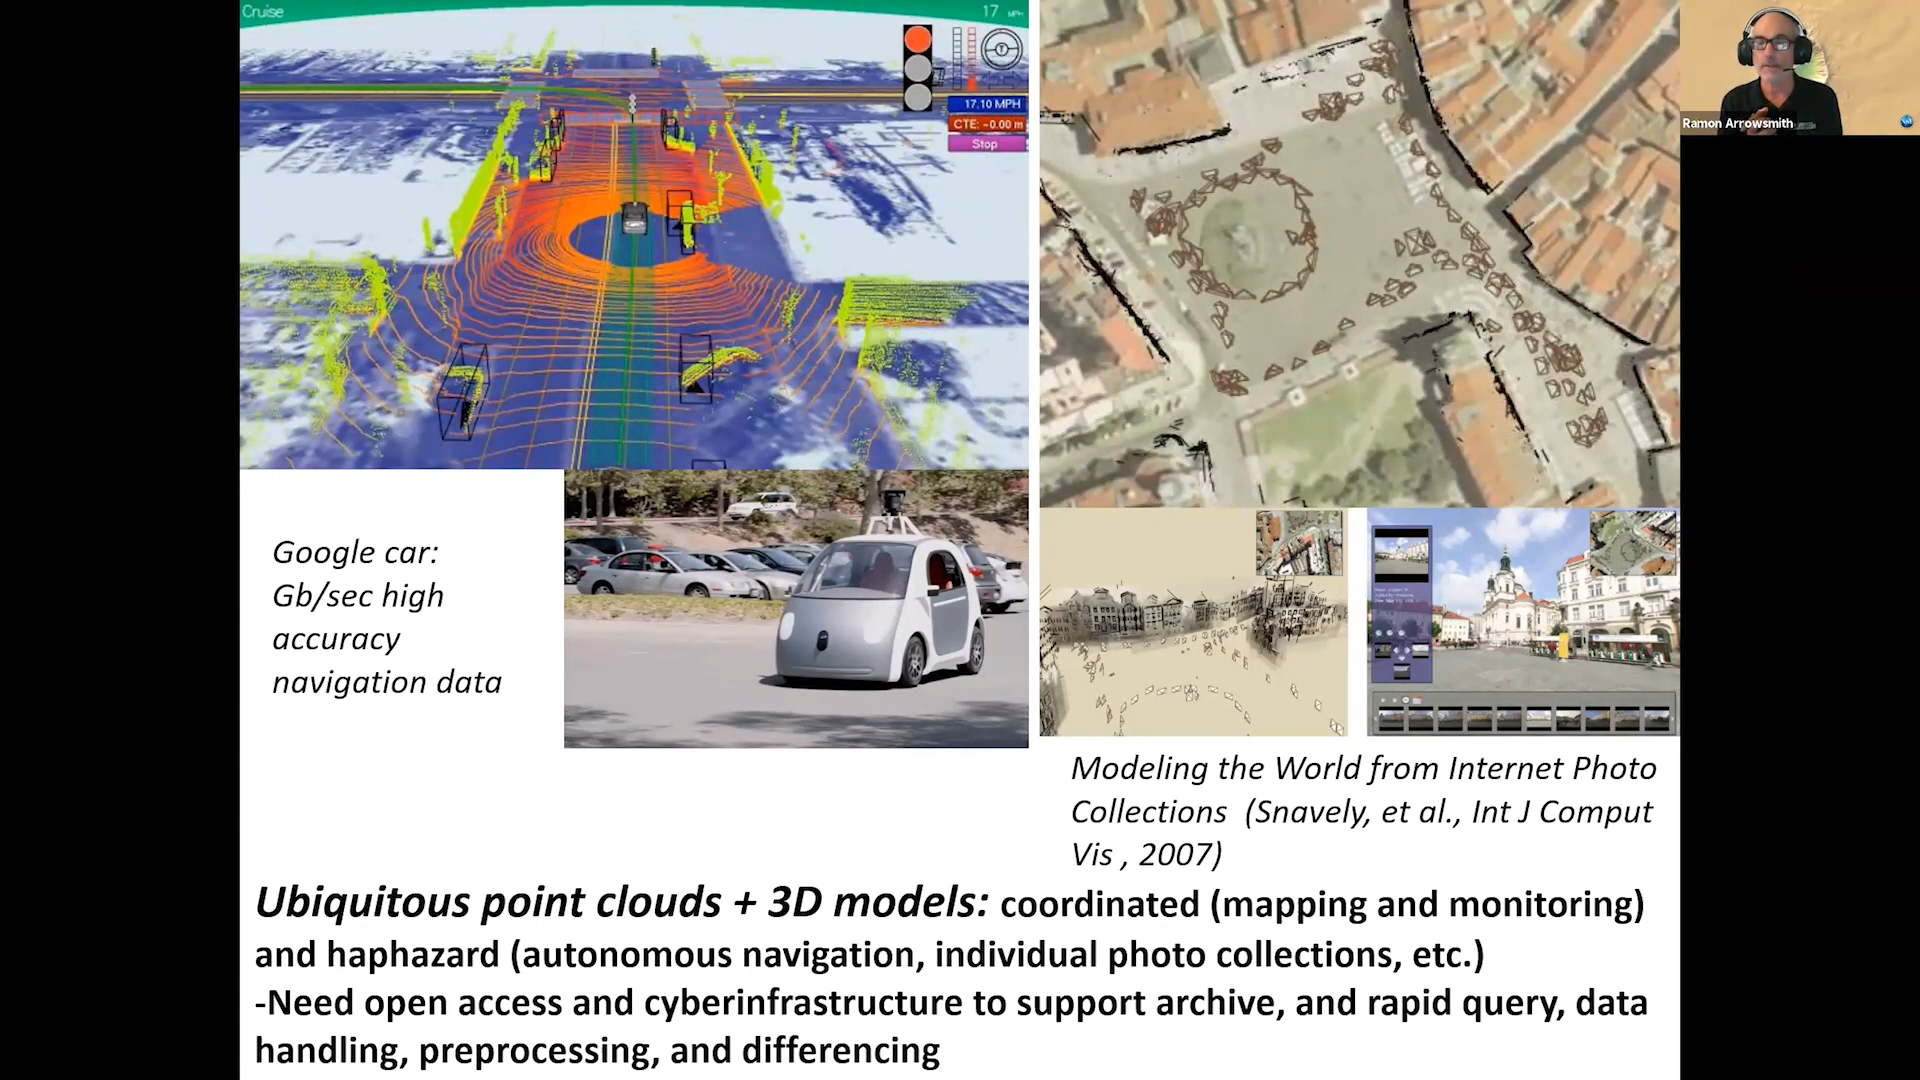 Cruise
17 MPH
17.10 MPH
CTE: -0.00 m
Stop
Ramon Arrowsmith
Google car:
Gb/sec high
accuracy
navigation data
Modeling the World from Internet Photo
Collections (Snavely, et al., Int J Comput
Vis , 2007)
Ubiquitous point clouds + 3D models: coordinated (mapping and monitoring)
and haphazard (autonomous navigation, individual photo collections, etc.)
-Need open access and cyberinfrastructure to support archive, and rapid query, data
handling, preprocessing, and differencing